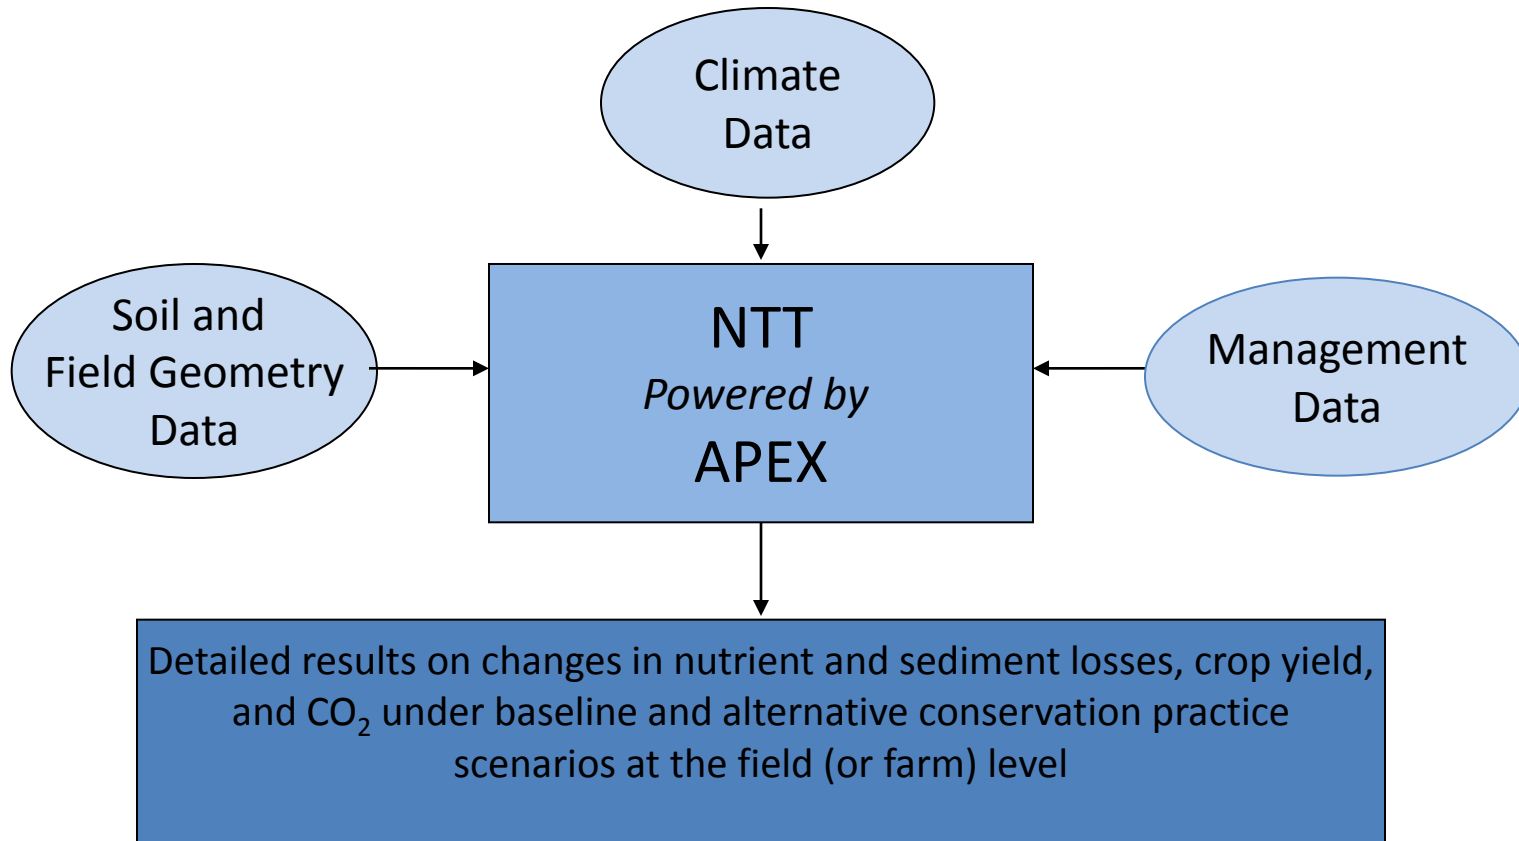 Climate
Data
Soil and
Field Geometry
Data
NTT
Powered by
APEX
Management
Data
Detailed results on changes in nutrient and sediment losses, crop yield,
and CO₂ under baseline and alternative conservation practice
scenarios at the field (or farm) level